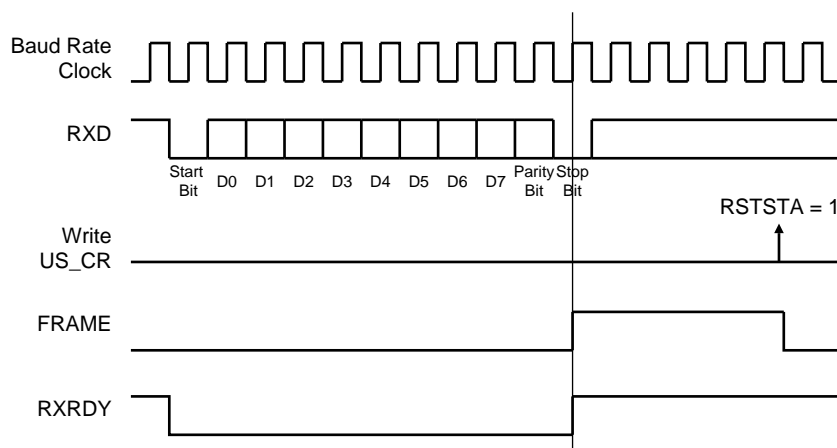 Baud Rate
Clock
RXD
Start
Bit
D0
D1
D2
D3
D4
D5
D6
D7
Parity
Bit
Stop
Bit
RSTSTA = 1
Write
US_CR
FRAME
RXRDY